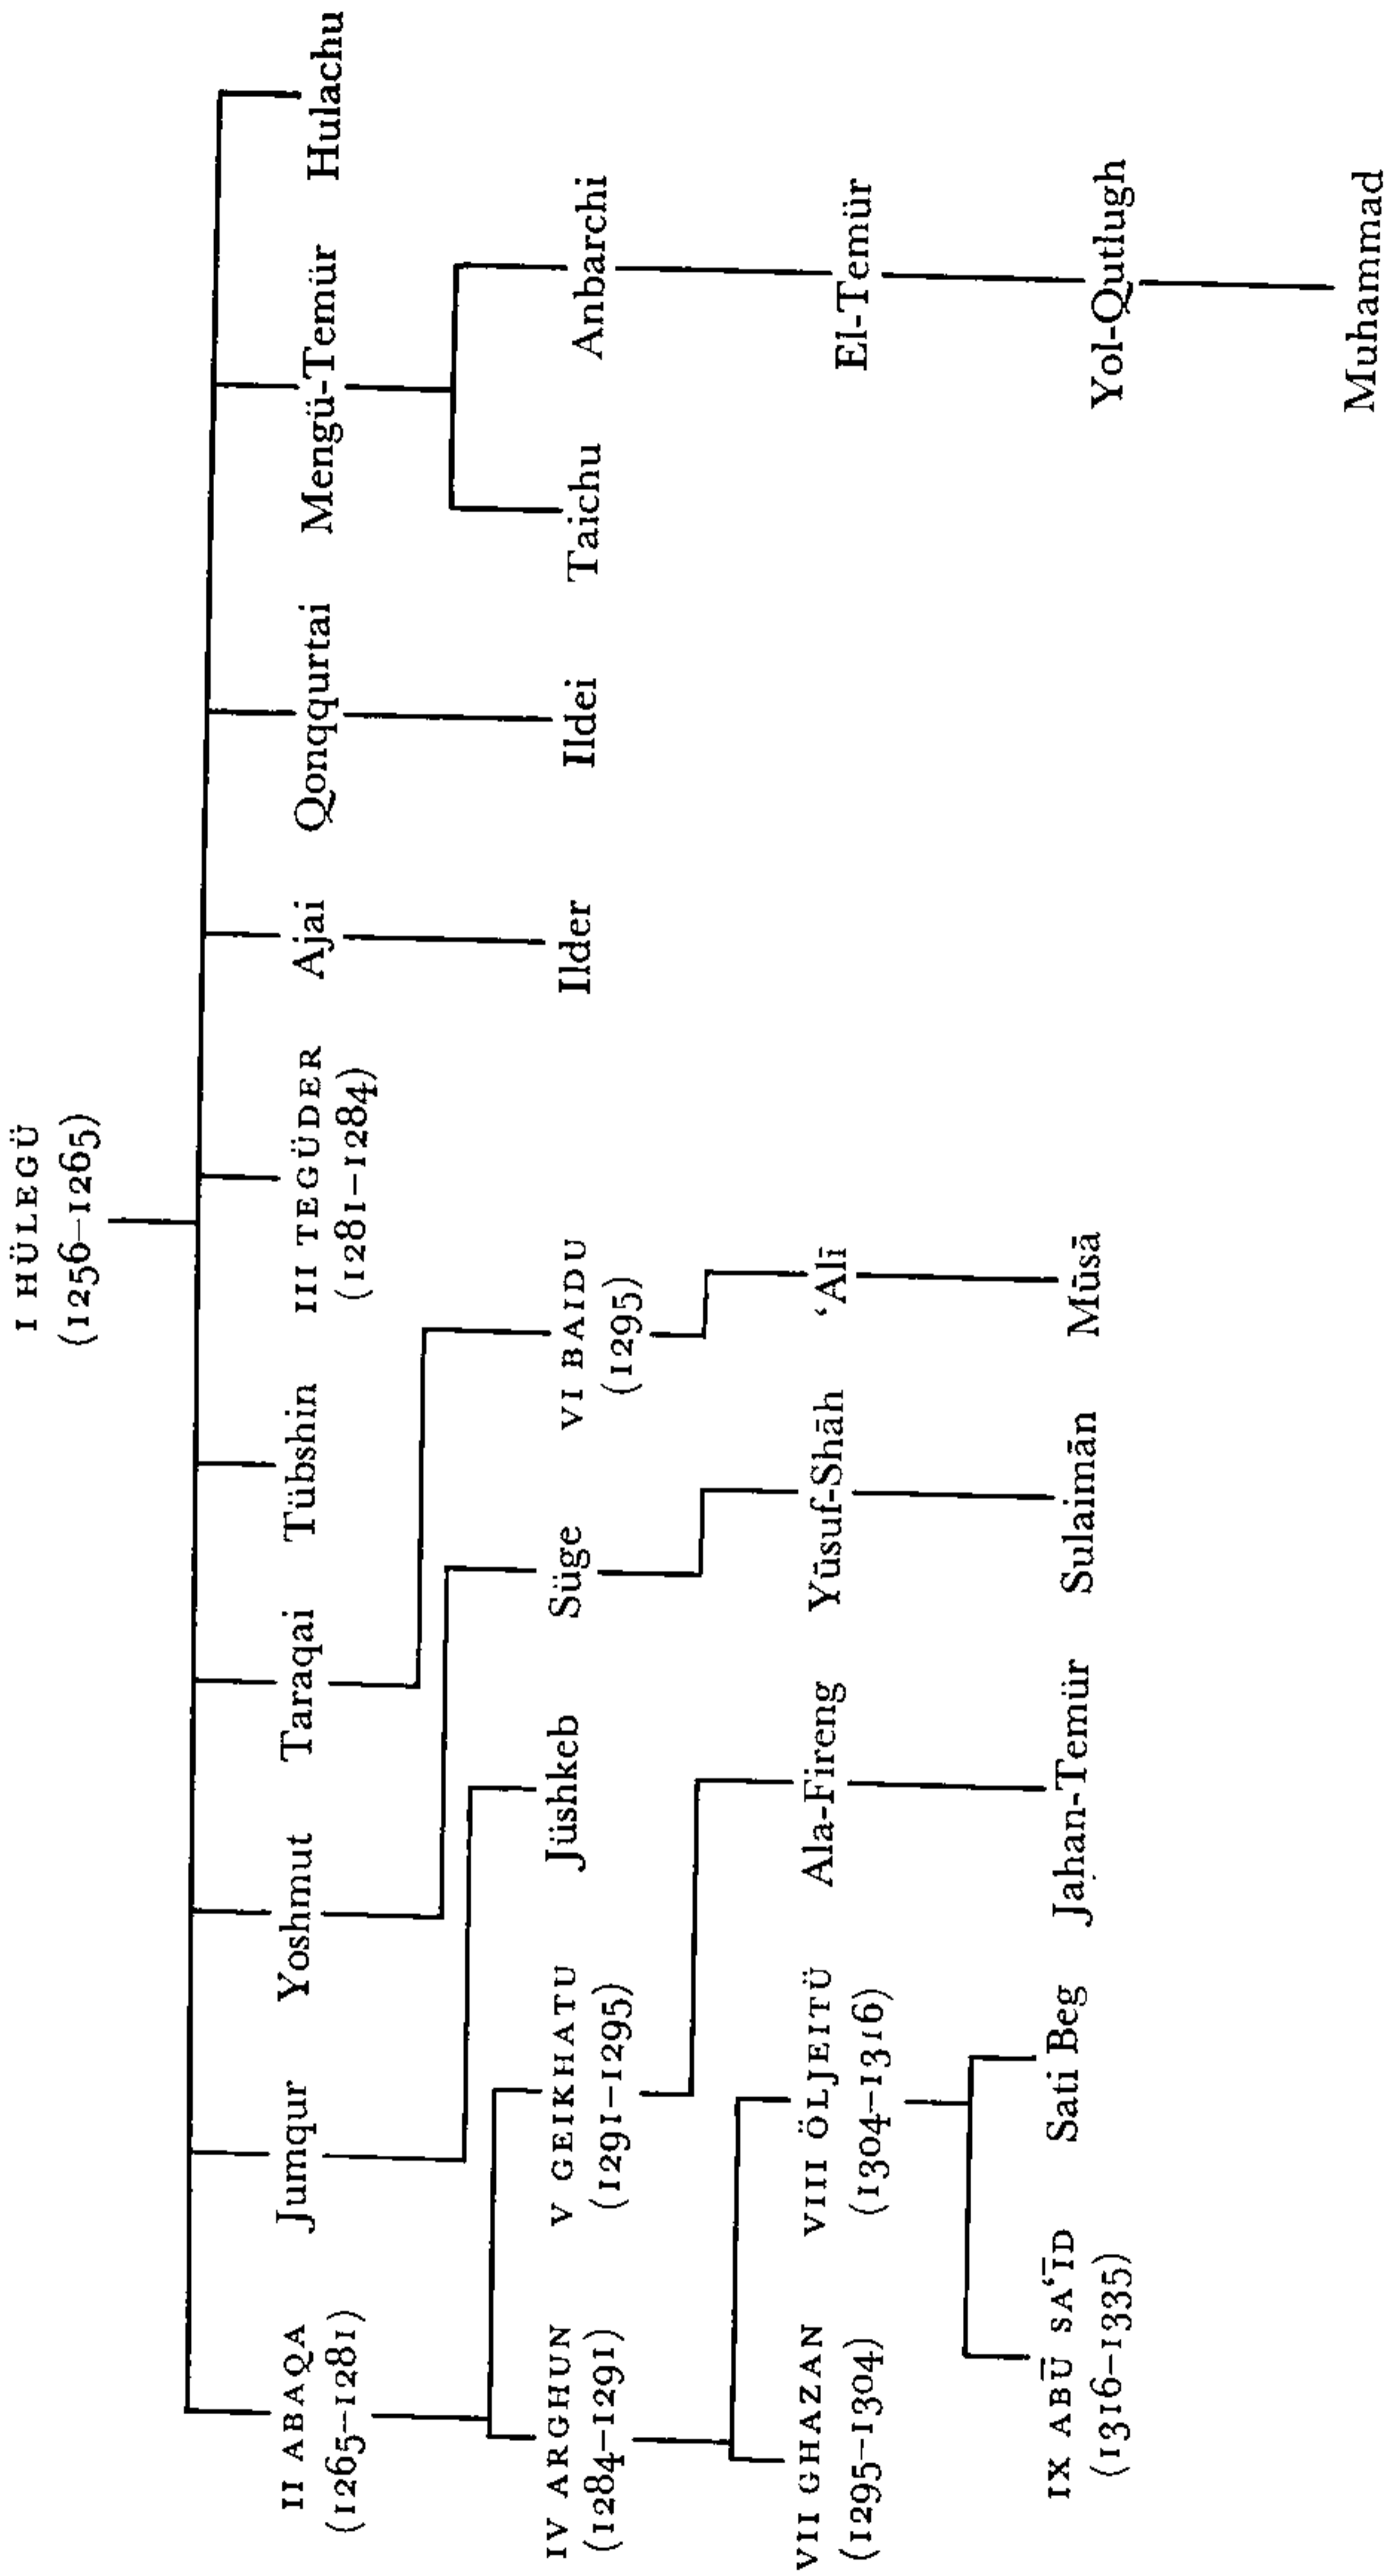 I HÜLEGÜ
(1256–1265)
II ABAQA
(1265–1281)
Jumqur
Yoshmut
Taraqai
Tübshin
III TEGÜDER
(1281–1284)
Ajai
Qonqqurtai
Mengü-Temür
Hulachu
IV ARGHUN
(1284–1291)
V GEIKHATU
(1291–1295)
Jüshkeb
Süge
VI BAIDU
(1295)
Ilder
Ildei
Taichu
Anbarchi
VII GHAZAN
(1295–1304)
VIII ÖLJEITÜ
(1304–1316)
Ala-Fireng
Yūsuf-Shāh
‘Alī
El-Temür
IX ABŪ SA‘ĪD
(1316–1335)
Sati Beg
Jahan-Temür
Sulaimān
Mūsā
Yol-Qutlugh
Muhammad